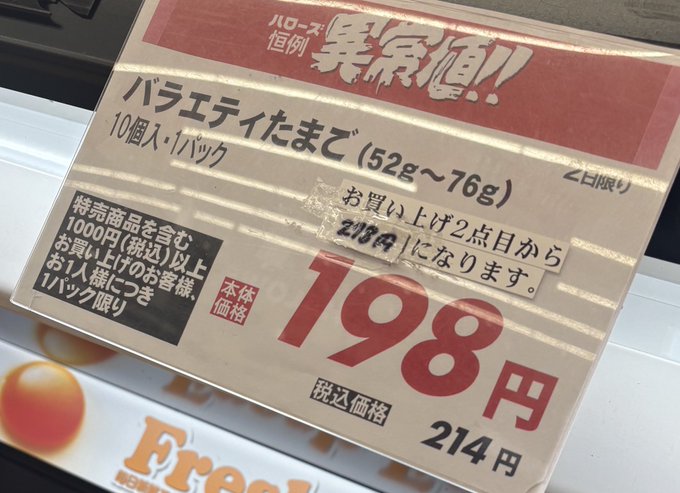 ハローズ
恒例
異常値!!
バラエティたまご(52g～76g)
10個入・1パック
2日限り
お買い上げ2点目から
278円になります。
特売商品を含む
1000円(税込)以上
お買い上げのお客様、
お1人様につき
1パック限り
本体
価格
198円
税込価格
214円
Fresh